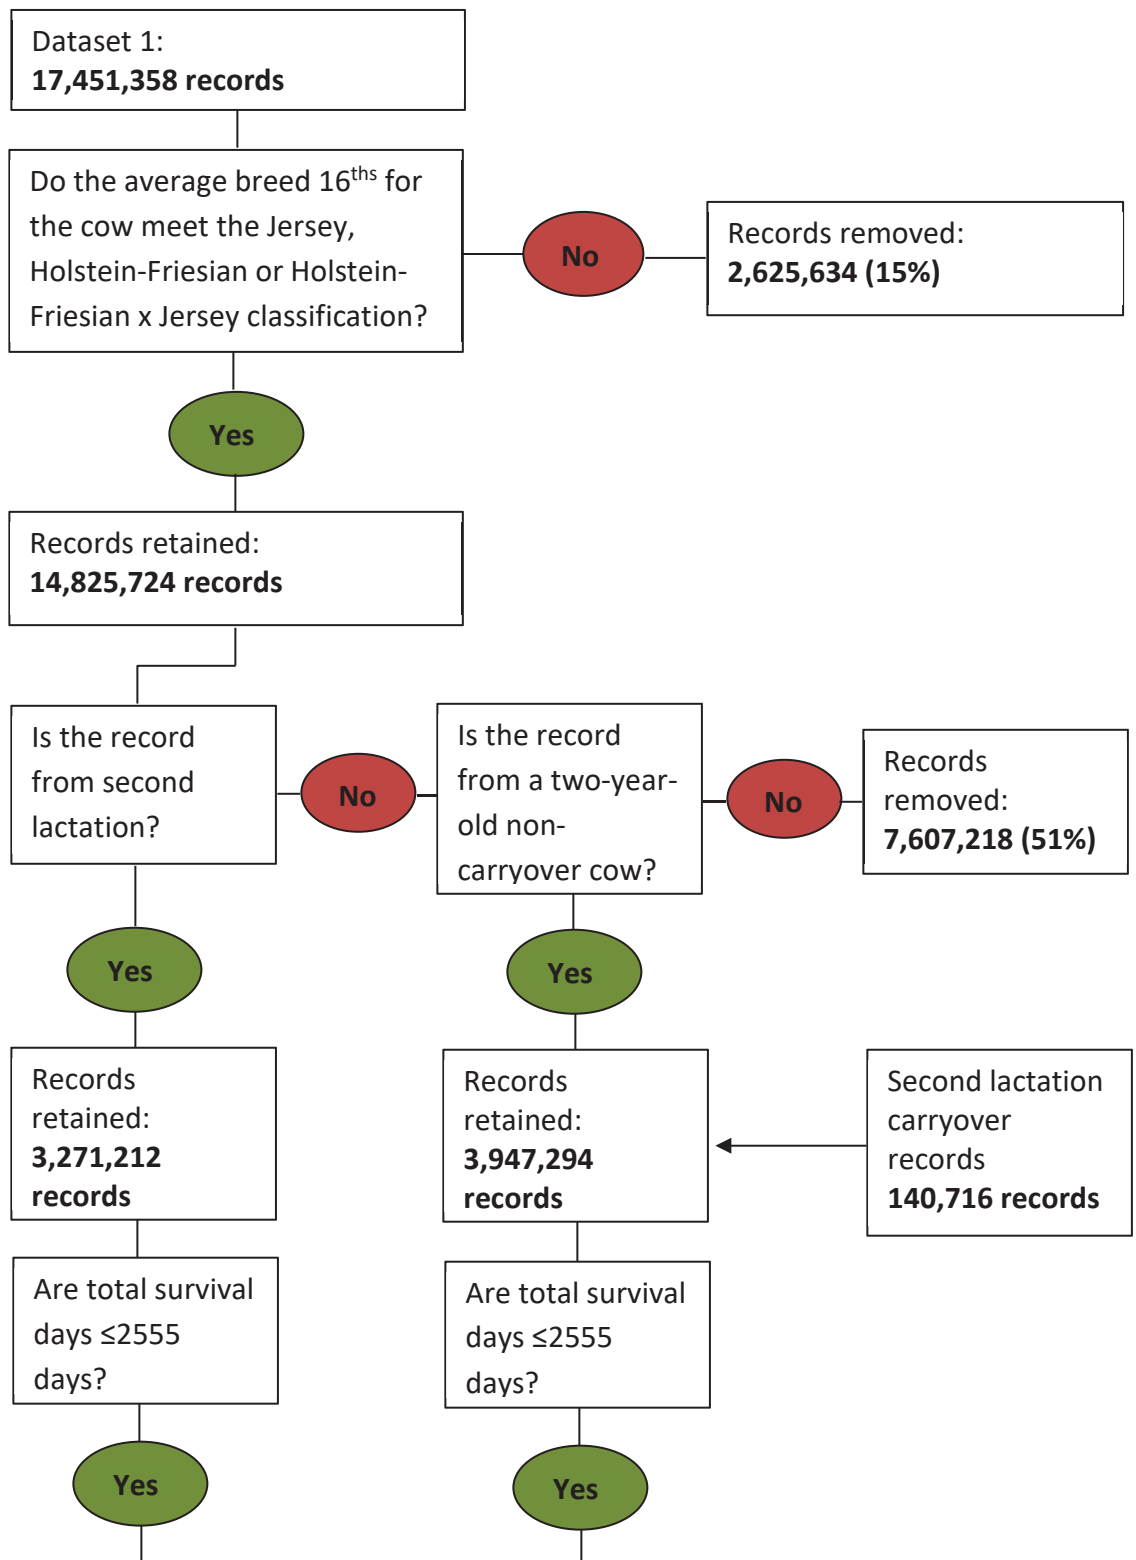 Dataset 1:
17,451,358 records
Do the average breed 16ths for
the cow meet the Jersey,
Holstein-Friesian or Holstein-
Friesian x Jersey classification?
No
Records removed:
2,625,634 (15%)
Yes
Records retained:
14,825,724 records
Is the record
from second
lactation?
No
Is the record
from a two-year-
old non-
carryover cow?
No
Records
removed:
7,607,218 (51%)
Yes
Yes
Records
retained:
3,271,212
records
Records
retained:
3,947,294
records
Second lactation
carryover
records
140,716 records
Are total survival
days ≤2555
days?
Are total survival
days ≤2555
days?
Yes
Yes